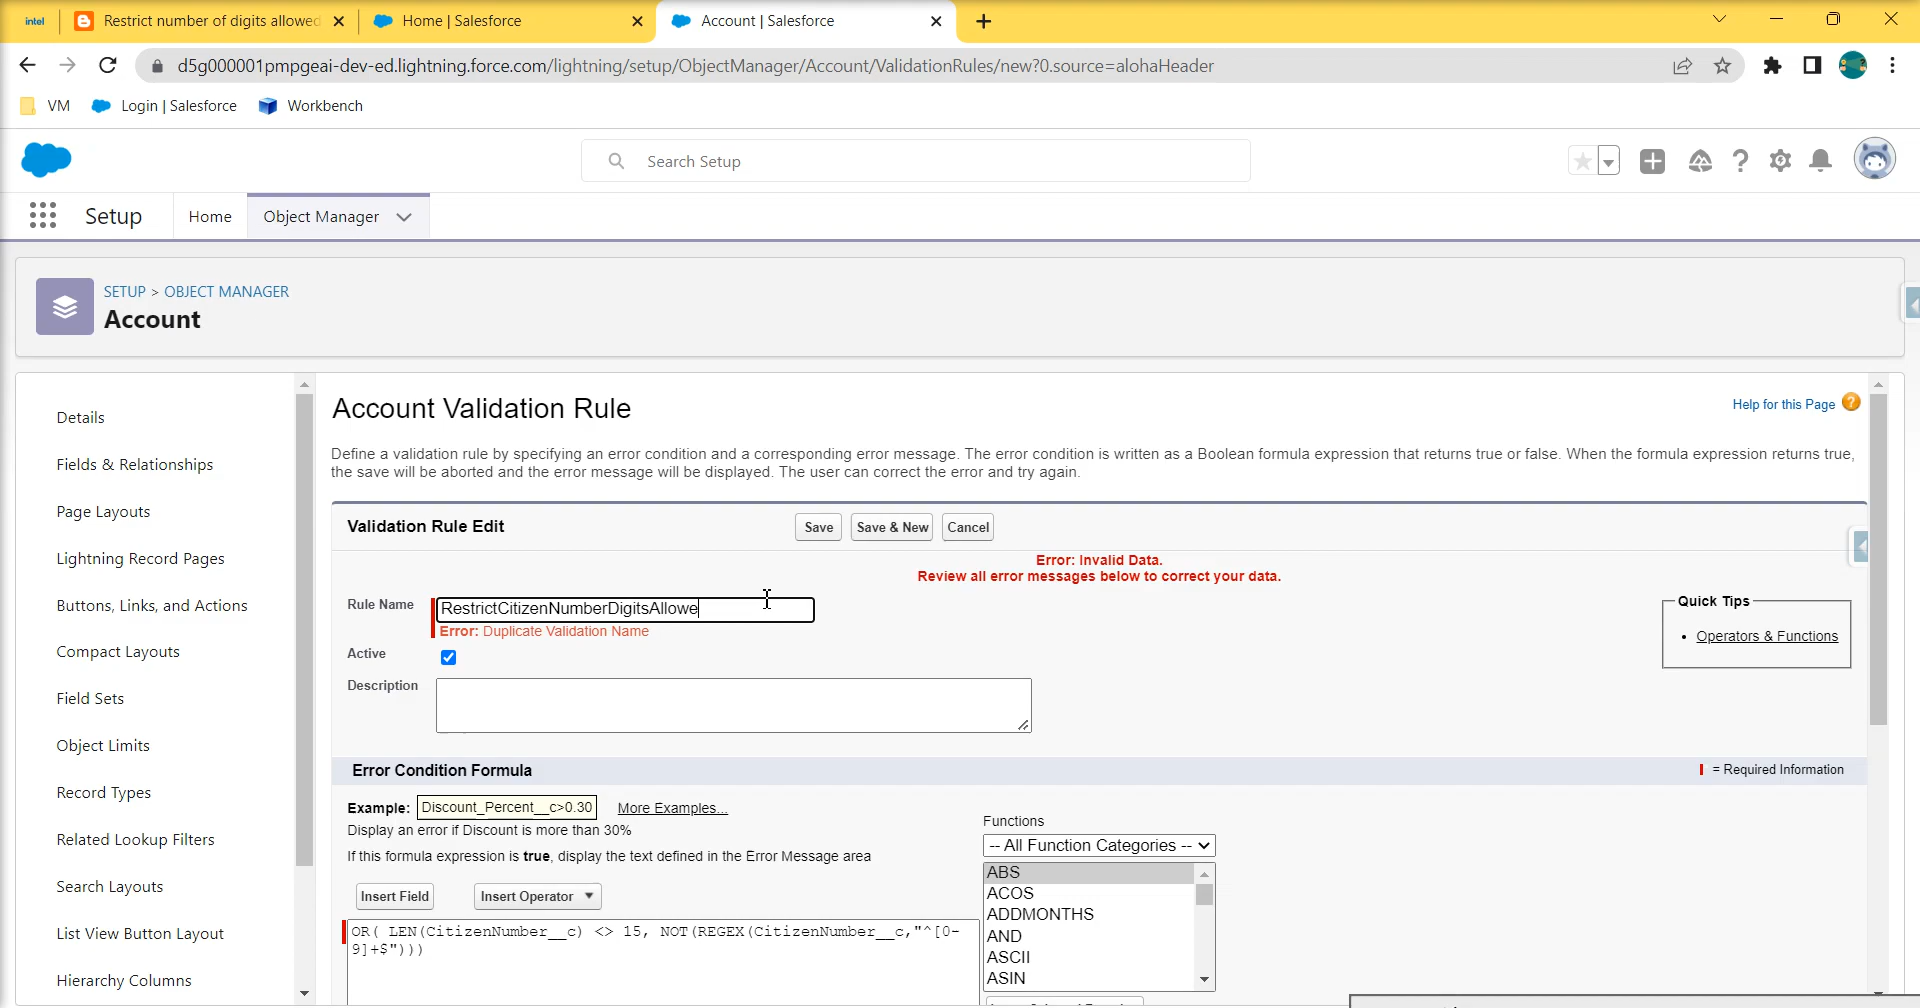 intel
Restrict number of digits allowed
Home | Salesforce
Account | Salesforce
d5g000001pmpgeai-dev-ed.lightning.force.com/lightning/setup/ObjectManager/Account/ValidationRules/new?0.source=alohaHeader
VM
Login | Salesforce
Workbench
Search Setup
Setup
Home
Object Manager
SETUP > OBJECT MANAGER
Account
Details
Fields & Relationships
Page Layouts
Lightning Record Pages
Buttons, Links, and Actions
Compact Layouts
Field Sets
Object Limits
Record Types
Related Lookup Filters
Search Layouts
List View Button Layout
Hierarchy Columns
Account Validation Rule
Help for this Page
Define a validation rule by specifying an error condition and a corresponding error message. The error condition is written as a Boolean formula expression that returns true or false. When the formula expression returns true,
the save will be aborted and the error message will be displayed. The user can correct the error and try again.
Validation Rule Edit
Save
Save & New
Cancel
Error: Invalid Data.
Review all error messages below to correct your data.
Rule Name
RestrictCitizenNumberDigitsAllowe
Error: Duplicate Validation Name
Active
Description
Quick Tips
• Operators & Functions
Error Condition Formula
= Required Information
Example: Discount_Percent__c>0.30 More Examples...
Display an error if Discount is more than 30%
If this formula expression is true, display the text defined in the Error Message area
Insert Field
Insert Operator
OR( LEN(CitizenNumber__c) <> 15, NOT(REGEX(CitizenNumber__c,"^[0-
9]+$")))
Functions
-- All Function Categories --
ABS
ACOS
ADDMONTHS
AND
ASCII
ASIN